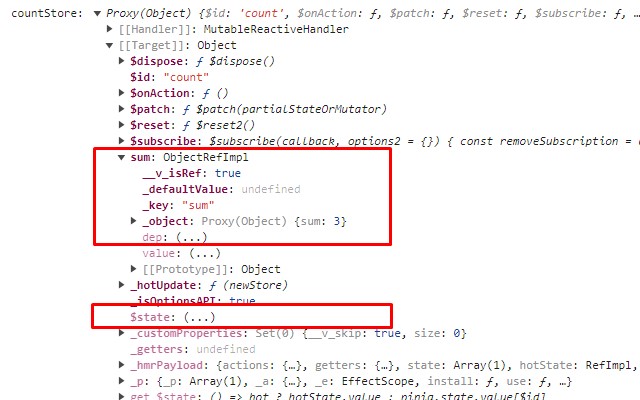 countStore: ▼ Proxy(Object) {$id: 'count', $onAction: ƒ, $patch: ƒ, $reset: ƒ, $subscribe: ƒ, …
▶ [[Handler]]: MutableReactiveHandler
▼ [[Target]]: Object
▶ $dispose: ƒ $dispose()
$id: "count"
▶ $onAction: ƒ ()
▶ $patch: ƒ $patch(partialStateOrMutator)
▶ $reset: ƒ $reset2()
▶ $subscribe: $subscribe(callback, options2 = {}) { const removeSubscription =
▼ sum: ObjectRefImpl
__v_isRef: true
_defaultValue: undefined
_key: "sum"
▶ _object: Proxy(Object) {sum: 3}
dep: (...)
value: (...)
▶ [[Prototype]]: Object
▶ _hotUpdate: ƒ (newStore)
_isOptionsAPI: true
$state: (...)
▶ _customProperties: Set(0) {__v_skip: true, size: 0}
_getters: undefined
▶ _hmrPayload: {actions: {…}, getters: {…}, state: Array(1), hotState: RefImpl,
▶ _p: {_p: Array(1), _a: {…}, _e: EffectScope, install: ƒ, use: ƒ, …}
▶ get $state: () => hot ? hotState.value : pinia.state.value[$id]